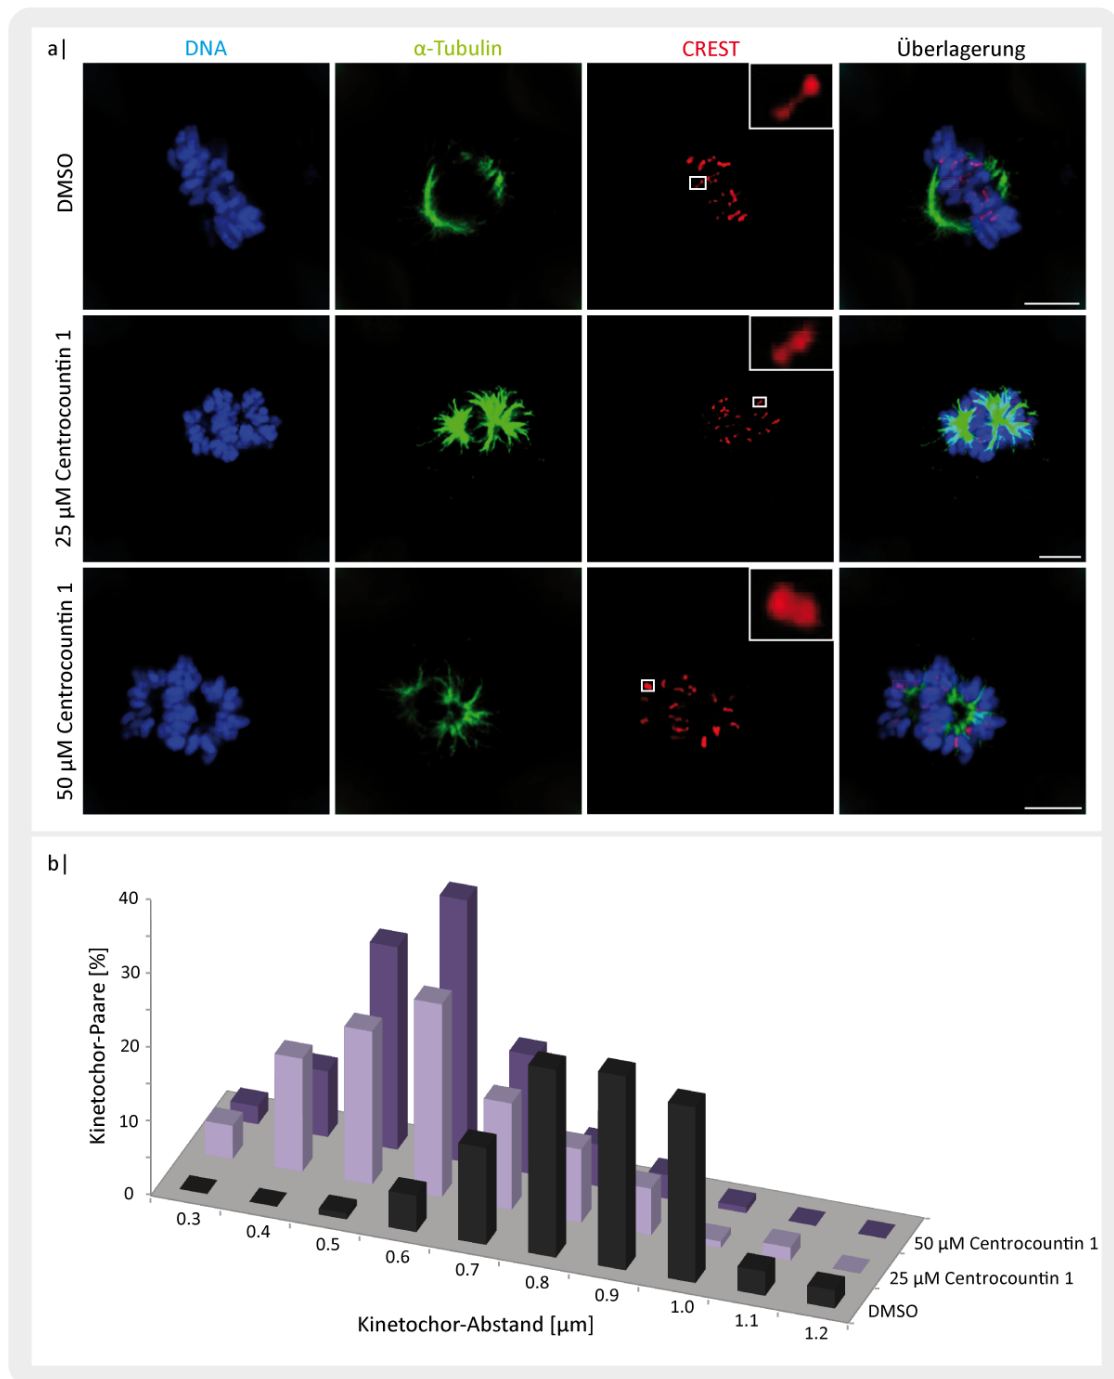 a|
DNA
α-Tubulin
CREST
Überlagerung
DMSO
25 µM Centrocountin 1
50 µM Centrocountin 1
b|
Kinetochor-Paare [%]
40
30
20
10
0
0.3
0.4
0.5
0.6
0.7
0.8
0.9
1.0
1.1
1.2
Kinetochor-Abstand [µm]
50 µM Centrocountin 1
25 µM Centrocountin 1
DMSO